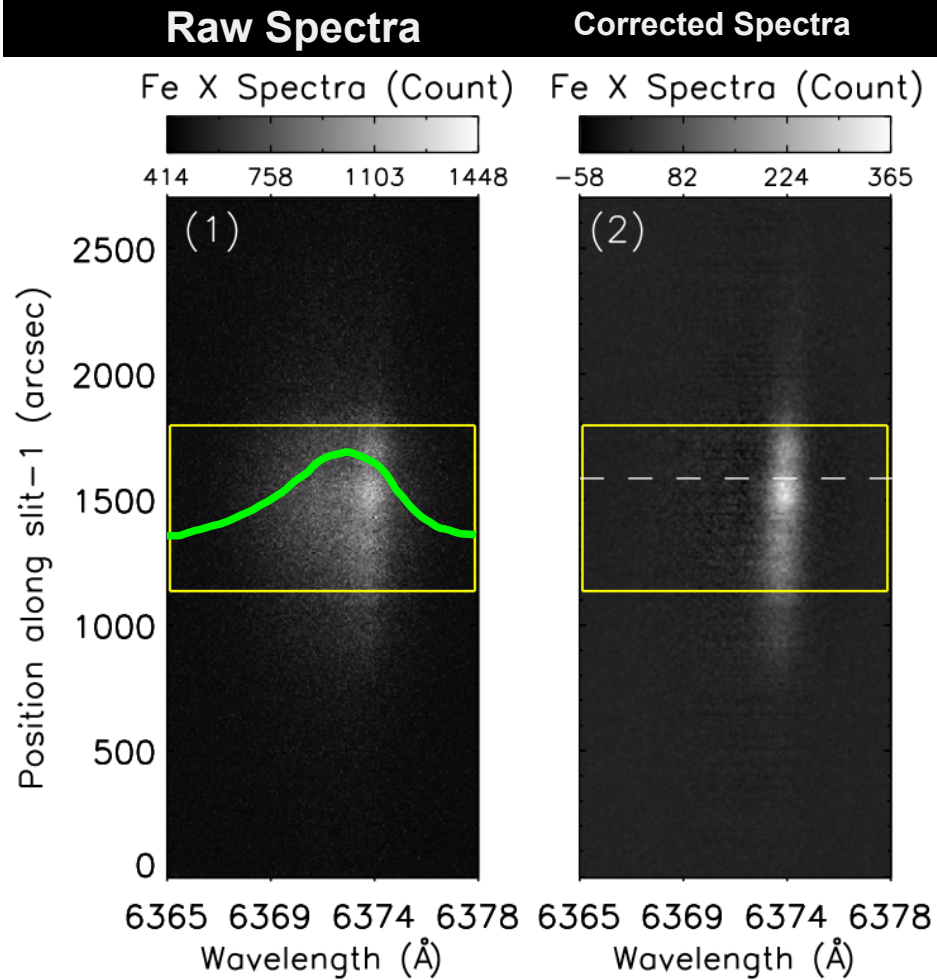 Raw Spectra
Corrected Spectra
Fe X Spectra (Count)
Fe X Spectra (Count)
414 758 1103 1448
−58 82 224 365
(1)
(2)
2500
2000
1500
1000
500
0
Position along slit−1 (arcsec)
6365 6369 6374 6378
6365 6369 6374 6378
Wavelength (Å)
Wavelength (Å)